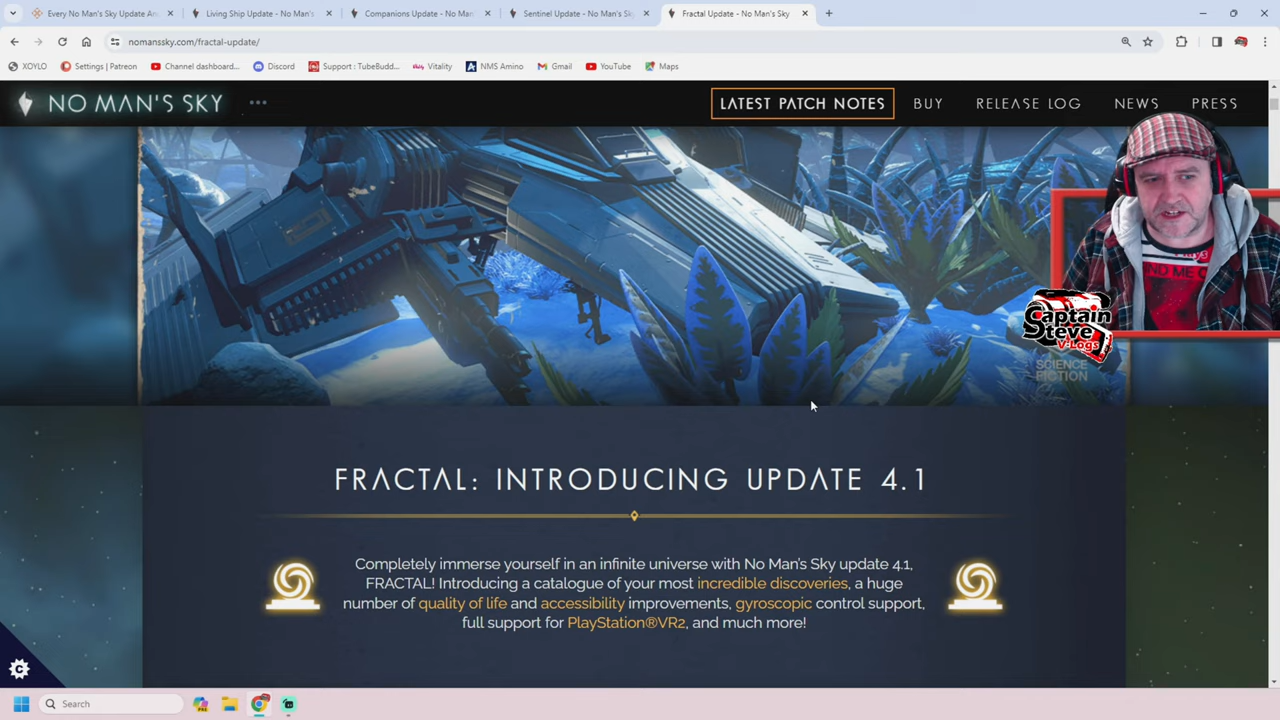 Every No Man's Sky Update An
Living Ship Update - No Man's
Companions Update - No Man
Sentinel Update - No Man's Sk
Fractal Update - No Man's Sky
nomanssky.com/fractal-update/
XOYLO
Settings | Patreon
Channel dashboard...
Discord
Support : TubeBudd...
Vitality
NMS Amino
Gmail
YouTube
Maps
NO MAN'S SKY
LATEST PATCH NOTES
BUY
RELEASE LOG
NEWS
PRESS
Captain
Steve
V-Logs
SCIENCE
FICTION
FRACTAL: INTRODUCING UPDATE 4.1
Completely immerse yourself in an infinite universe with No Man's Sky update 4.1,
FRACTAL! Introducing a catalogue of your most incredible discoveries, a huge
number of quality of life and accessibility improvements, gyroscopic control support,
full support for PlayStation®VR2, and much more!
C
Search